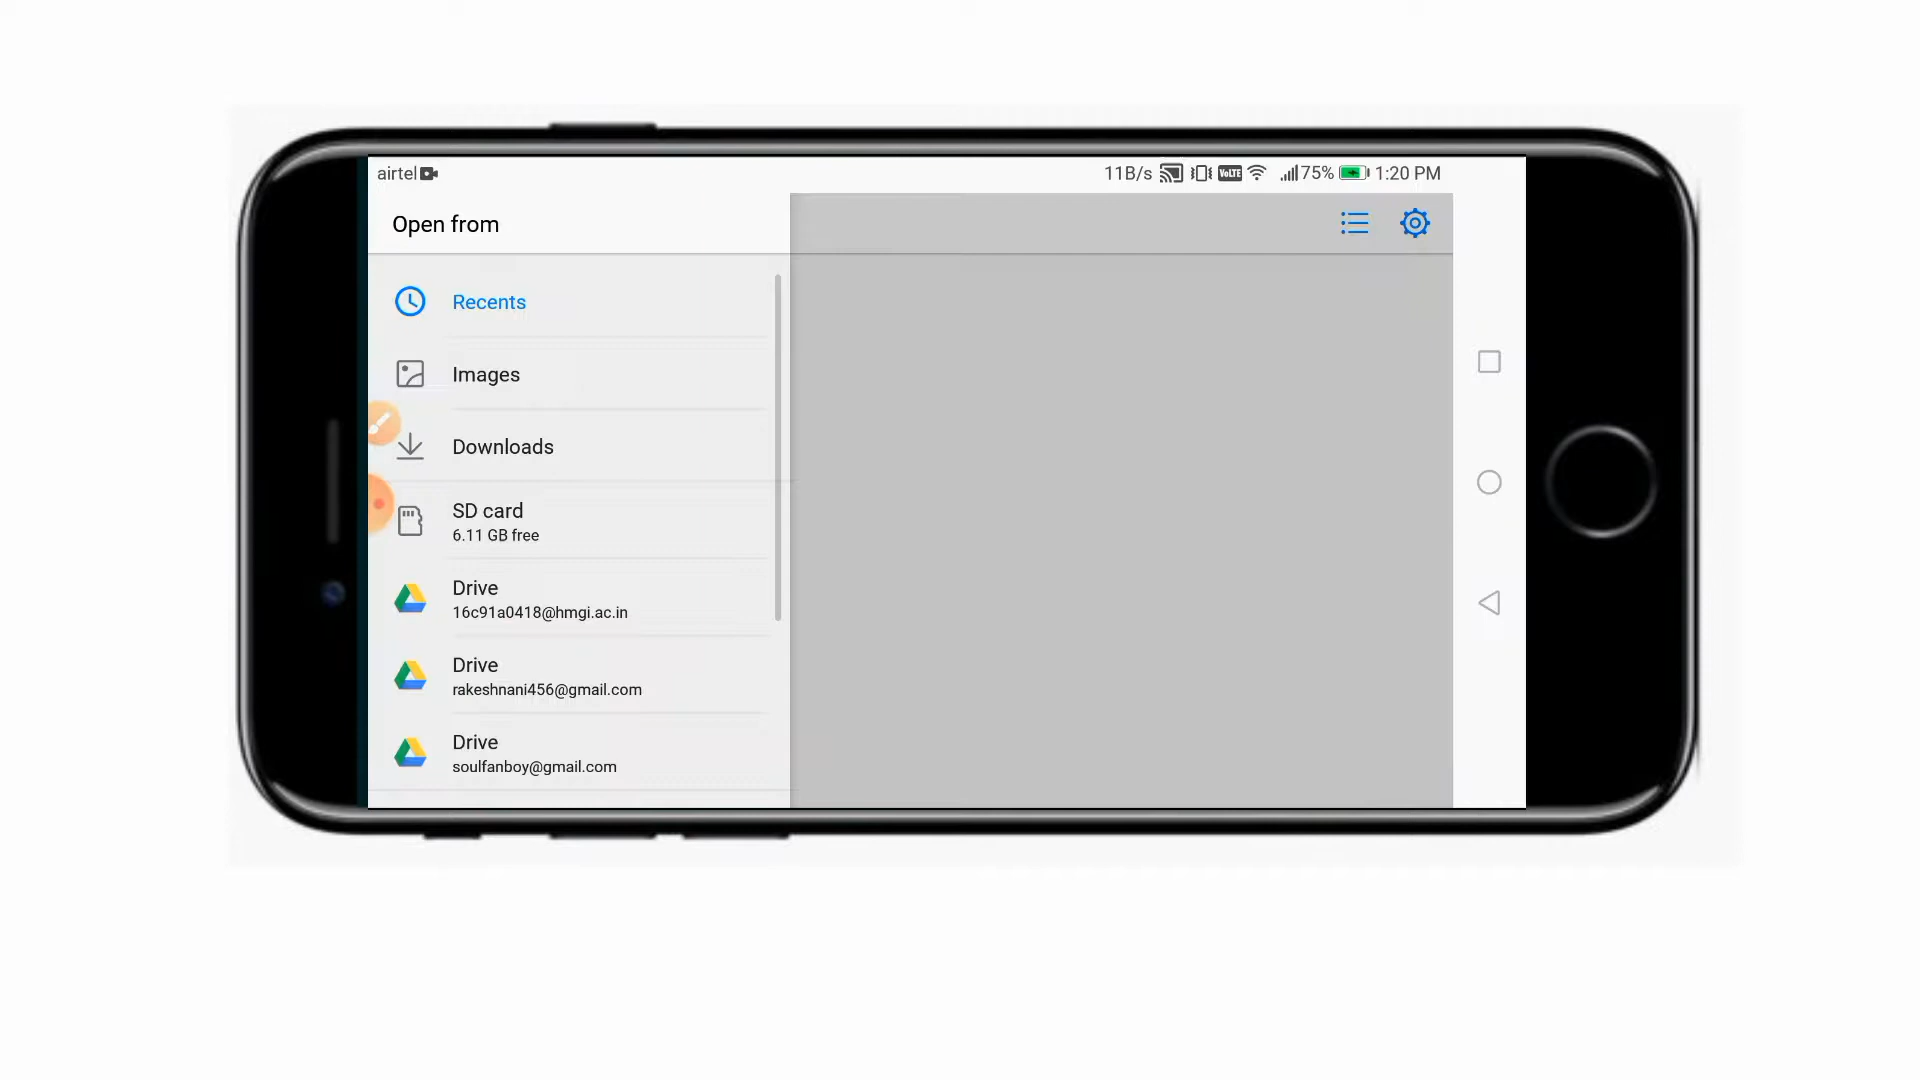 airtel
11B/s VoLTE 75% 1:20 PM
Open from
Recents
Images
Downloads
SD card
6.11 GB free
Drive
16c91a0418@hmgi.ac.in
Drive
rakeshnani456@gmail.com
Drive
soulfanboy@gmail.com